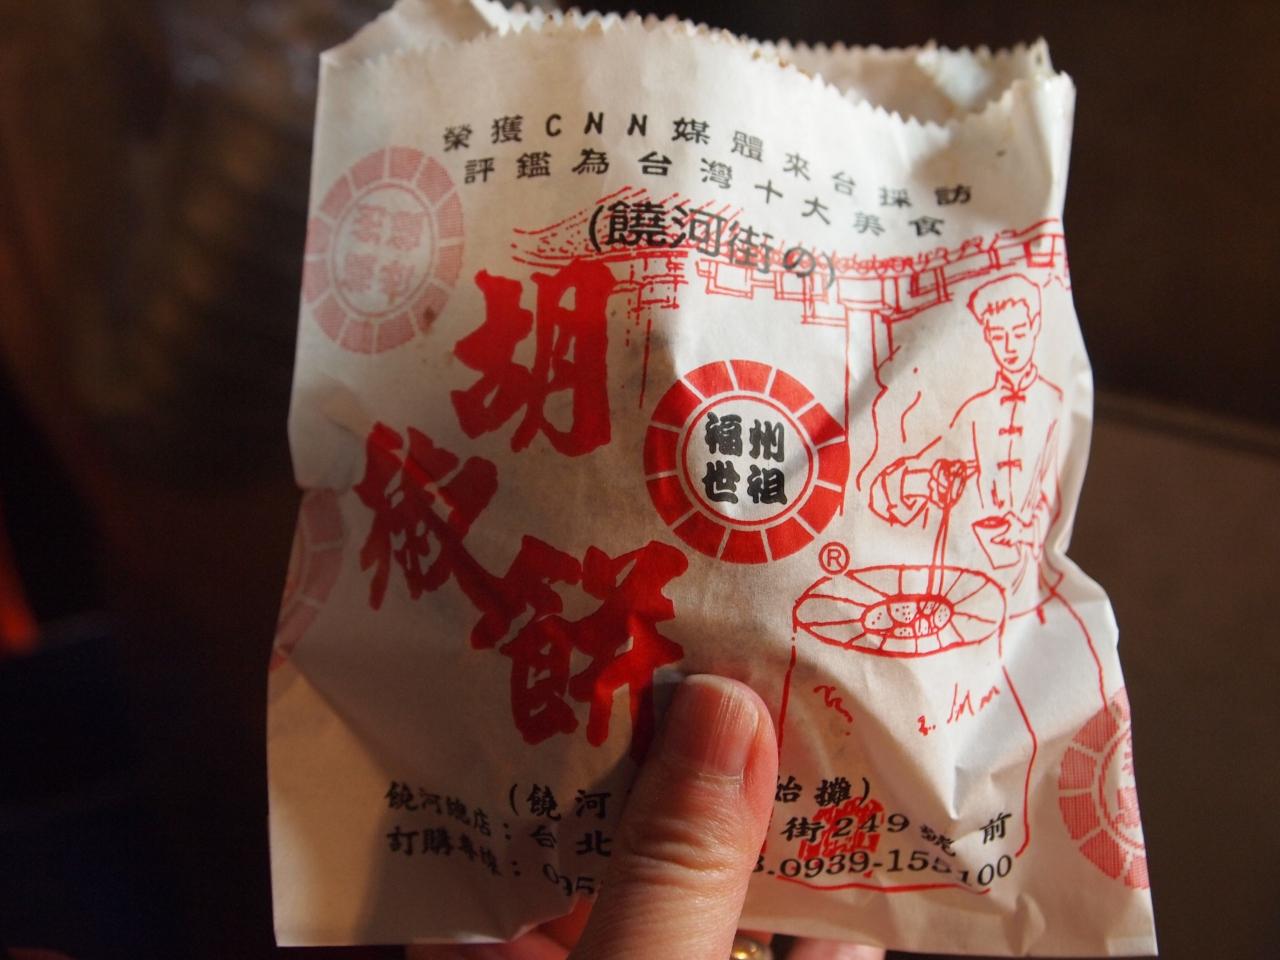 榮獲CNN媒體來台採訪
評鑑為台灣十大美食
(饒河街の)
胡椒餅
福州
世祖
®
(饒河 始攤)
饒河總店：台北 街249號 前
訂購專線：0 .0939-155100